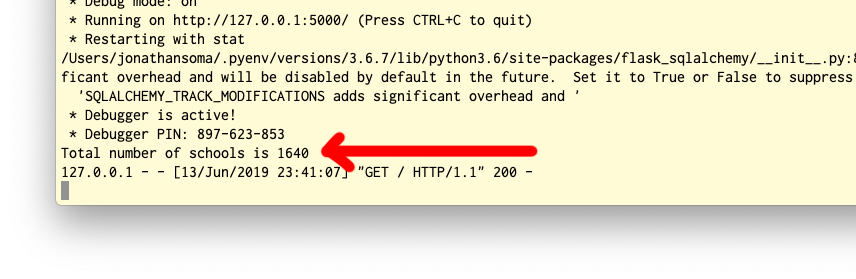 * Debug mode: on
* Running on http://127.0.0.1:5000/ (Press CTRL+C to quit)
* Restarting with stat
/Users/jonathansoma/.pyenv/versions/3.6.7/lib/python3.6/site-packages/flask_sqlalchemy/__init__.py:8
ficant overhead and will be disabled by default in the future. Set it to True or False to suppress
'SQLALCHEMY_TRACK_MODIFICATIONS adds significant overhead and '
* Debugger is active!
* Debugger PIN: 897-623-853
Total number of schools is 1640
127.0.0.1 - - [13/Jun/2019 23:41:07] "GET / HTTP/1.1" 200 -